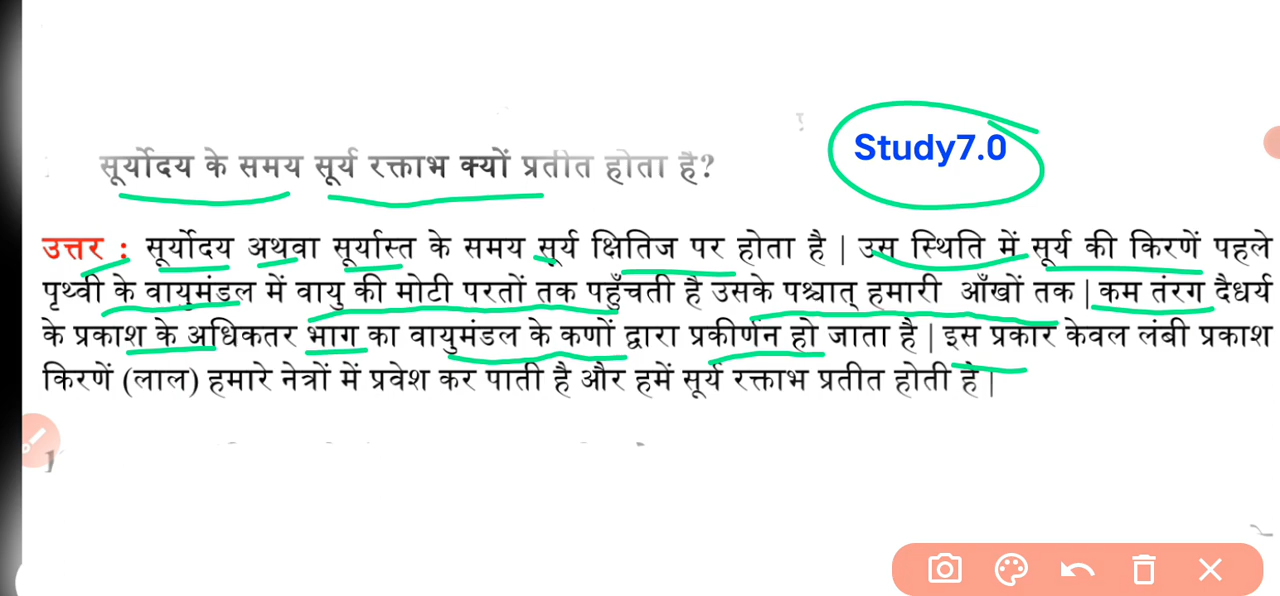 Study7.0
सूर्योदय के समय सूर्य रक्ताभ क्यों प्रतीत होता है?
उत्तर : सूर्योदय अथवा सूर्यास्त के समय सूर्य क्षितिज पर होता है | उस स्थिति में सूर्य की किरणें पहले
पृथ्वी के वायुमंडल में वायु की मोटी परतों तक पहुँचती है उसके पश्चात् हमारी आँखों तक | कम तंरग दैधर्य
के प्रकाश के अधिकतर भाग का वायुमंडल के कणों द्वारा प्रकीर्णन हो जाता है | इस प्रकार केवल लंबी प्रकाश
किरणें (लाल) हमारे नेत्रों में प्रवेश कर पाती है और हमें सूर्य रक्ताभ प्रतीत होती है |